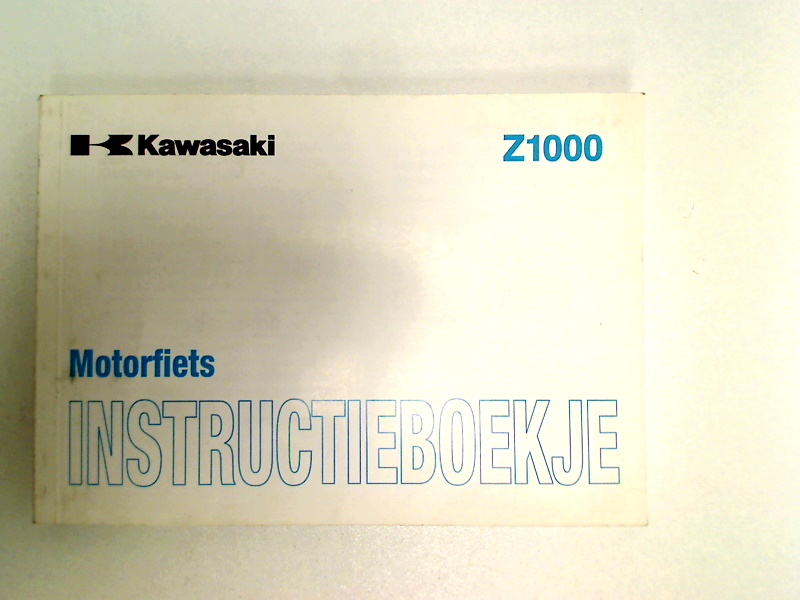 Kawasaki
Z1000
Motorfiets
INSTRUCTIEBOEKJE